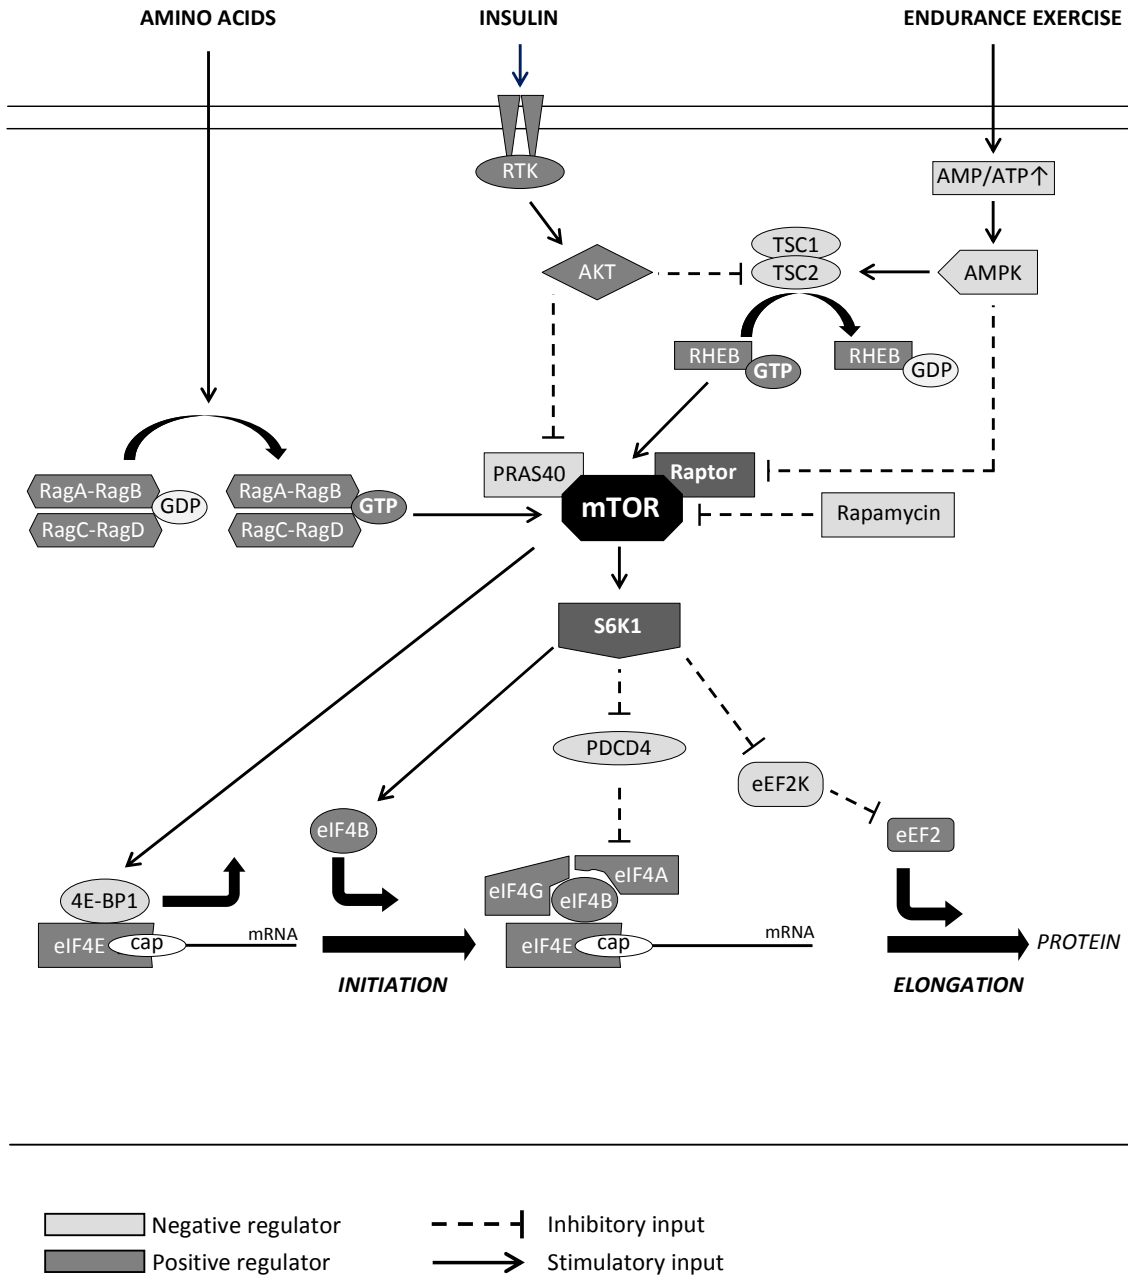 AMINO ACIDS
INSULIN
ENDURANCE EXERCISE
RTK
AMP/ATP↑
TSC1
AKT
TSC2
AMPK
RHEB
GTP
RHEB
GDP
PRAS40
Raptor
RagA-RagB
GDP
RagC-RagD
RagA-RagB
GTP
RagC-RagD
mTOR
Rapamycin
S6K1
PDCD4
eEF2K
eIF4B
eEF2
4E-BP1
eIF4G
eIF4A
eIF4B
eIF4E
cap
mRNA
eIF4E
cap
mRNA
PROTEIN
INITIATION
ELONGATION
Negative regulator
Inhibitory input
Positive regulator
Stimulatory input